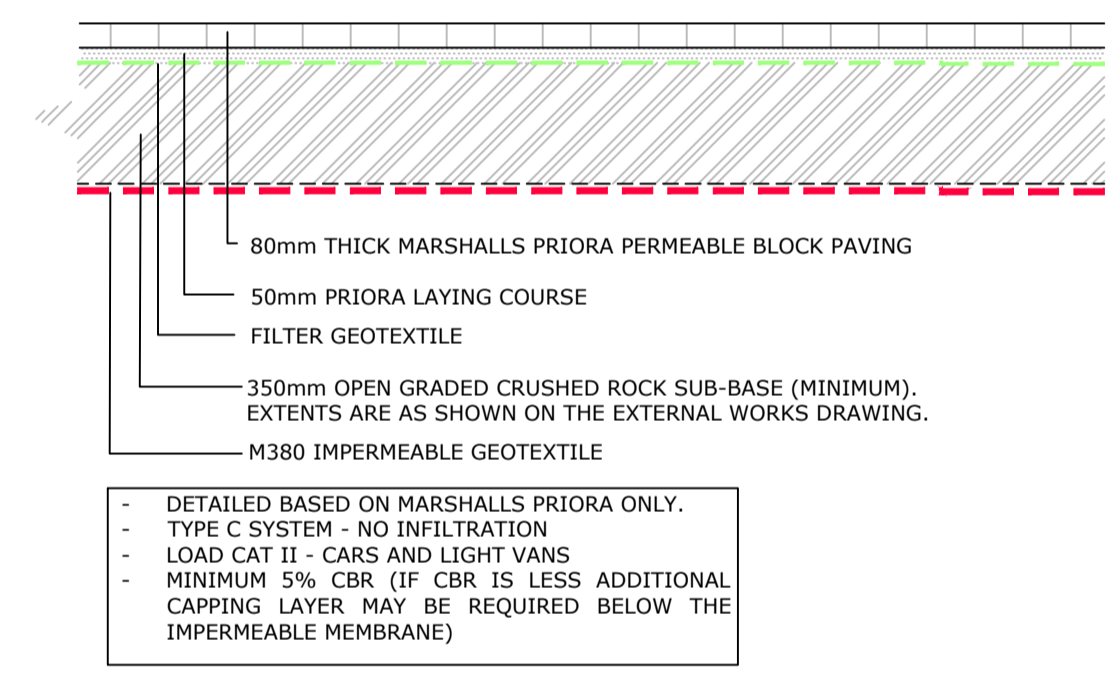 80mm THICK MARSHALLS PRIORA PERMEABLE BLOCK PAVING
50mm PRIORA LAYING COURSE
FILTER GEOTEXTILE
350mm OPEN GRADED CRUSHED ROCK SUB-BASE (MINIMUM).
EXTENTS ARE AS SHOWN ON THE EXTERNAL WORKS DRAWING.
M380 IMPERMEABLE GEOTEXTILE
- DETAILED BASED ON MARSHALLS PRIORA ONLY.
- TYPE C SYSTEM - NO INFILTRATION
- LOAD CAT II - CARS AND LIGHT VANS
- MINIMUM 5% CBR (IF CBR IS LESS ADDITIONAL
CAPPING LAYER MAY BE REQUIRED BELOW THE
IMPERMEABLE MEMBRANE)